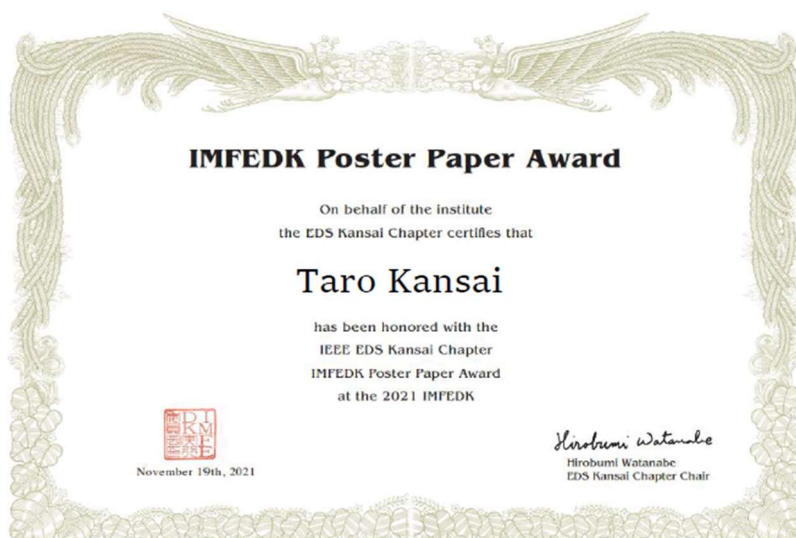 IMFEDK Poster Paper Award
On behalf of the institute
the EDS Kansai Chapter certifies that
Taro Kansai
has been honored with the
IEEE EDS Kansai Chapter
IMFEDK Poster Paper Award
at the 2021 IMFEDK
November 19th, 2021
Hirobumi Watanabe
Hirobumi Watanabe
EDS Kansai Chapter Chair